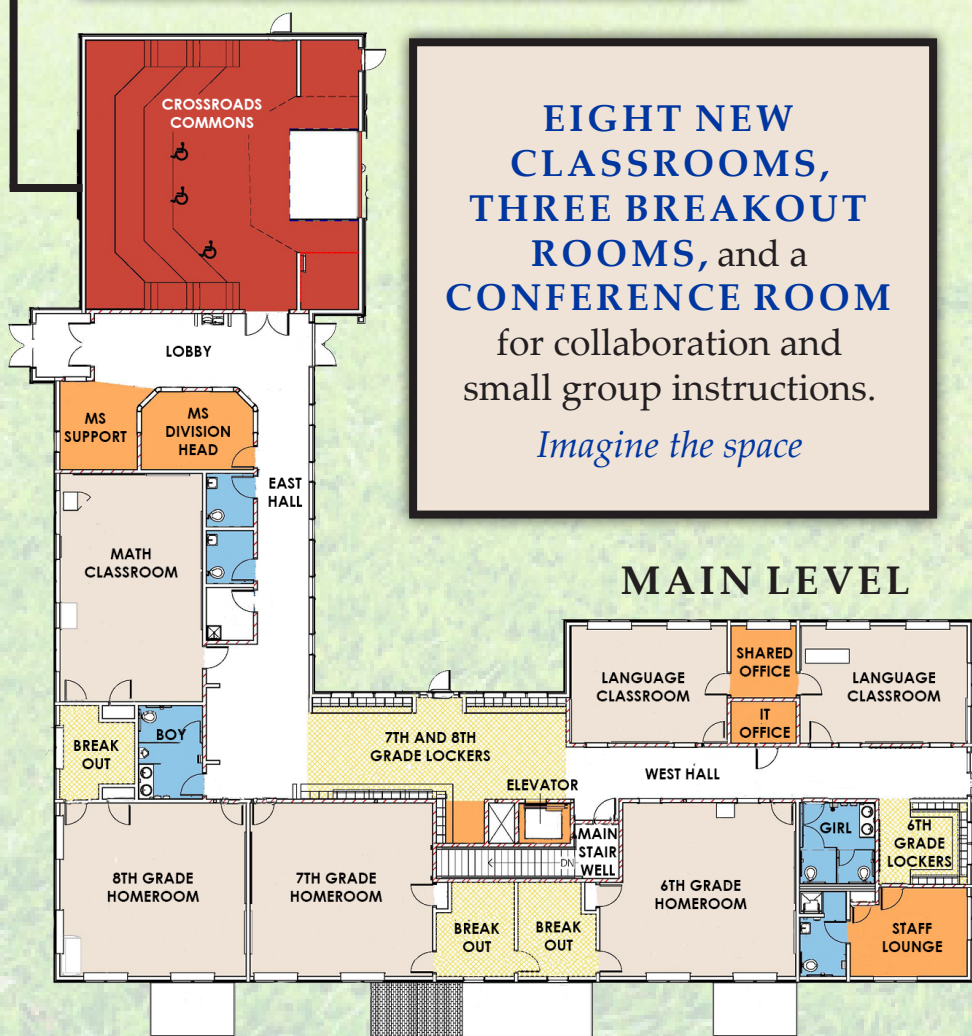 CROSSROADS
COMMONS
EIGHT NEW
CLASSROOMS,
THREE BREAKOUT
ROOMS, and a
CONFERENCE ROOM
for collaboration and
small group instructions.
Imagine the space
LOBBY
MS
SUPPORT
MS
DIVISION
HEAD
EAST
HALL
MATH
CLASSROOM
MAIN LEVEL
LANGUAGE
CLASSROOM
SHARED
OFFICE
LANGUAGE
CLASSROOM
IT
OFFICE
BREAK
OUT
BOY
7TH AND 8TH
GRADE LOCKERS
WEST HALL
ELEVATOR
MAIN
STAIR
WELL
DN
GIRL
6TH
GRADE
LOCKERS
8TH GRADE
HOMEROOM
7TH GRADE
HOMEROOM
BREAK
OUT
BREAK
OUT
6TH GRADE
HOMEROOM
STAFF
LOUNGE